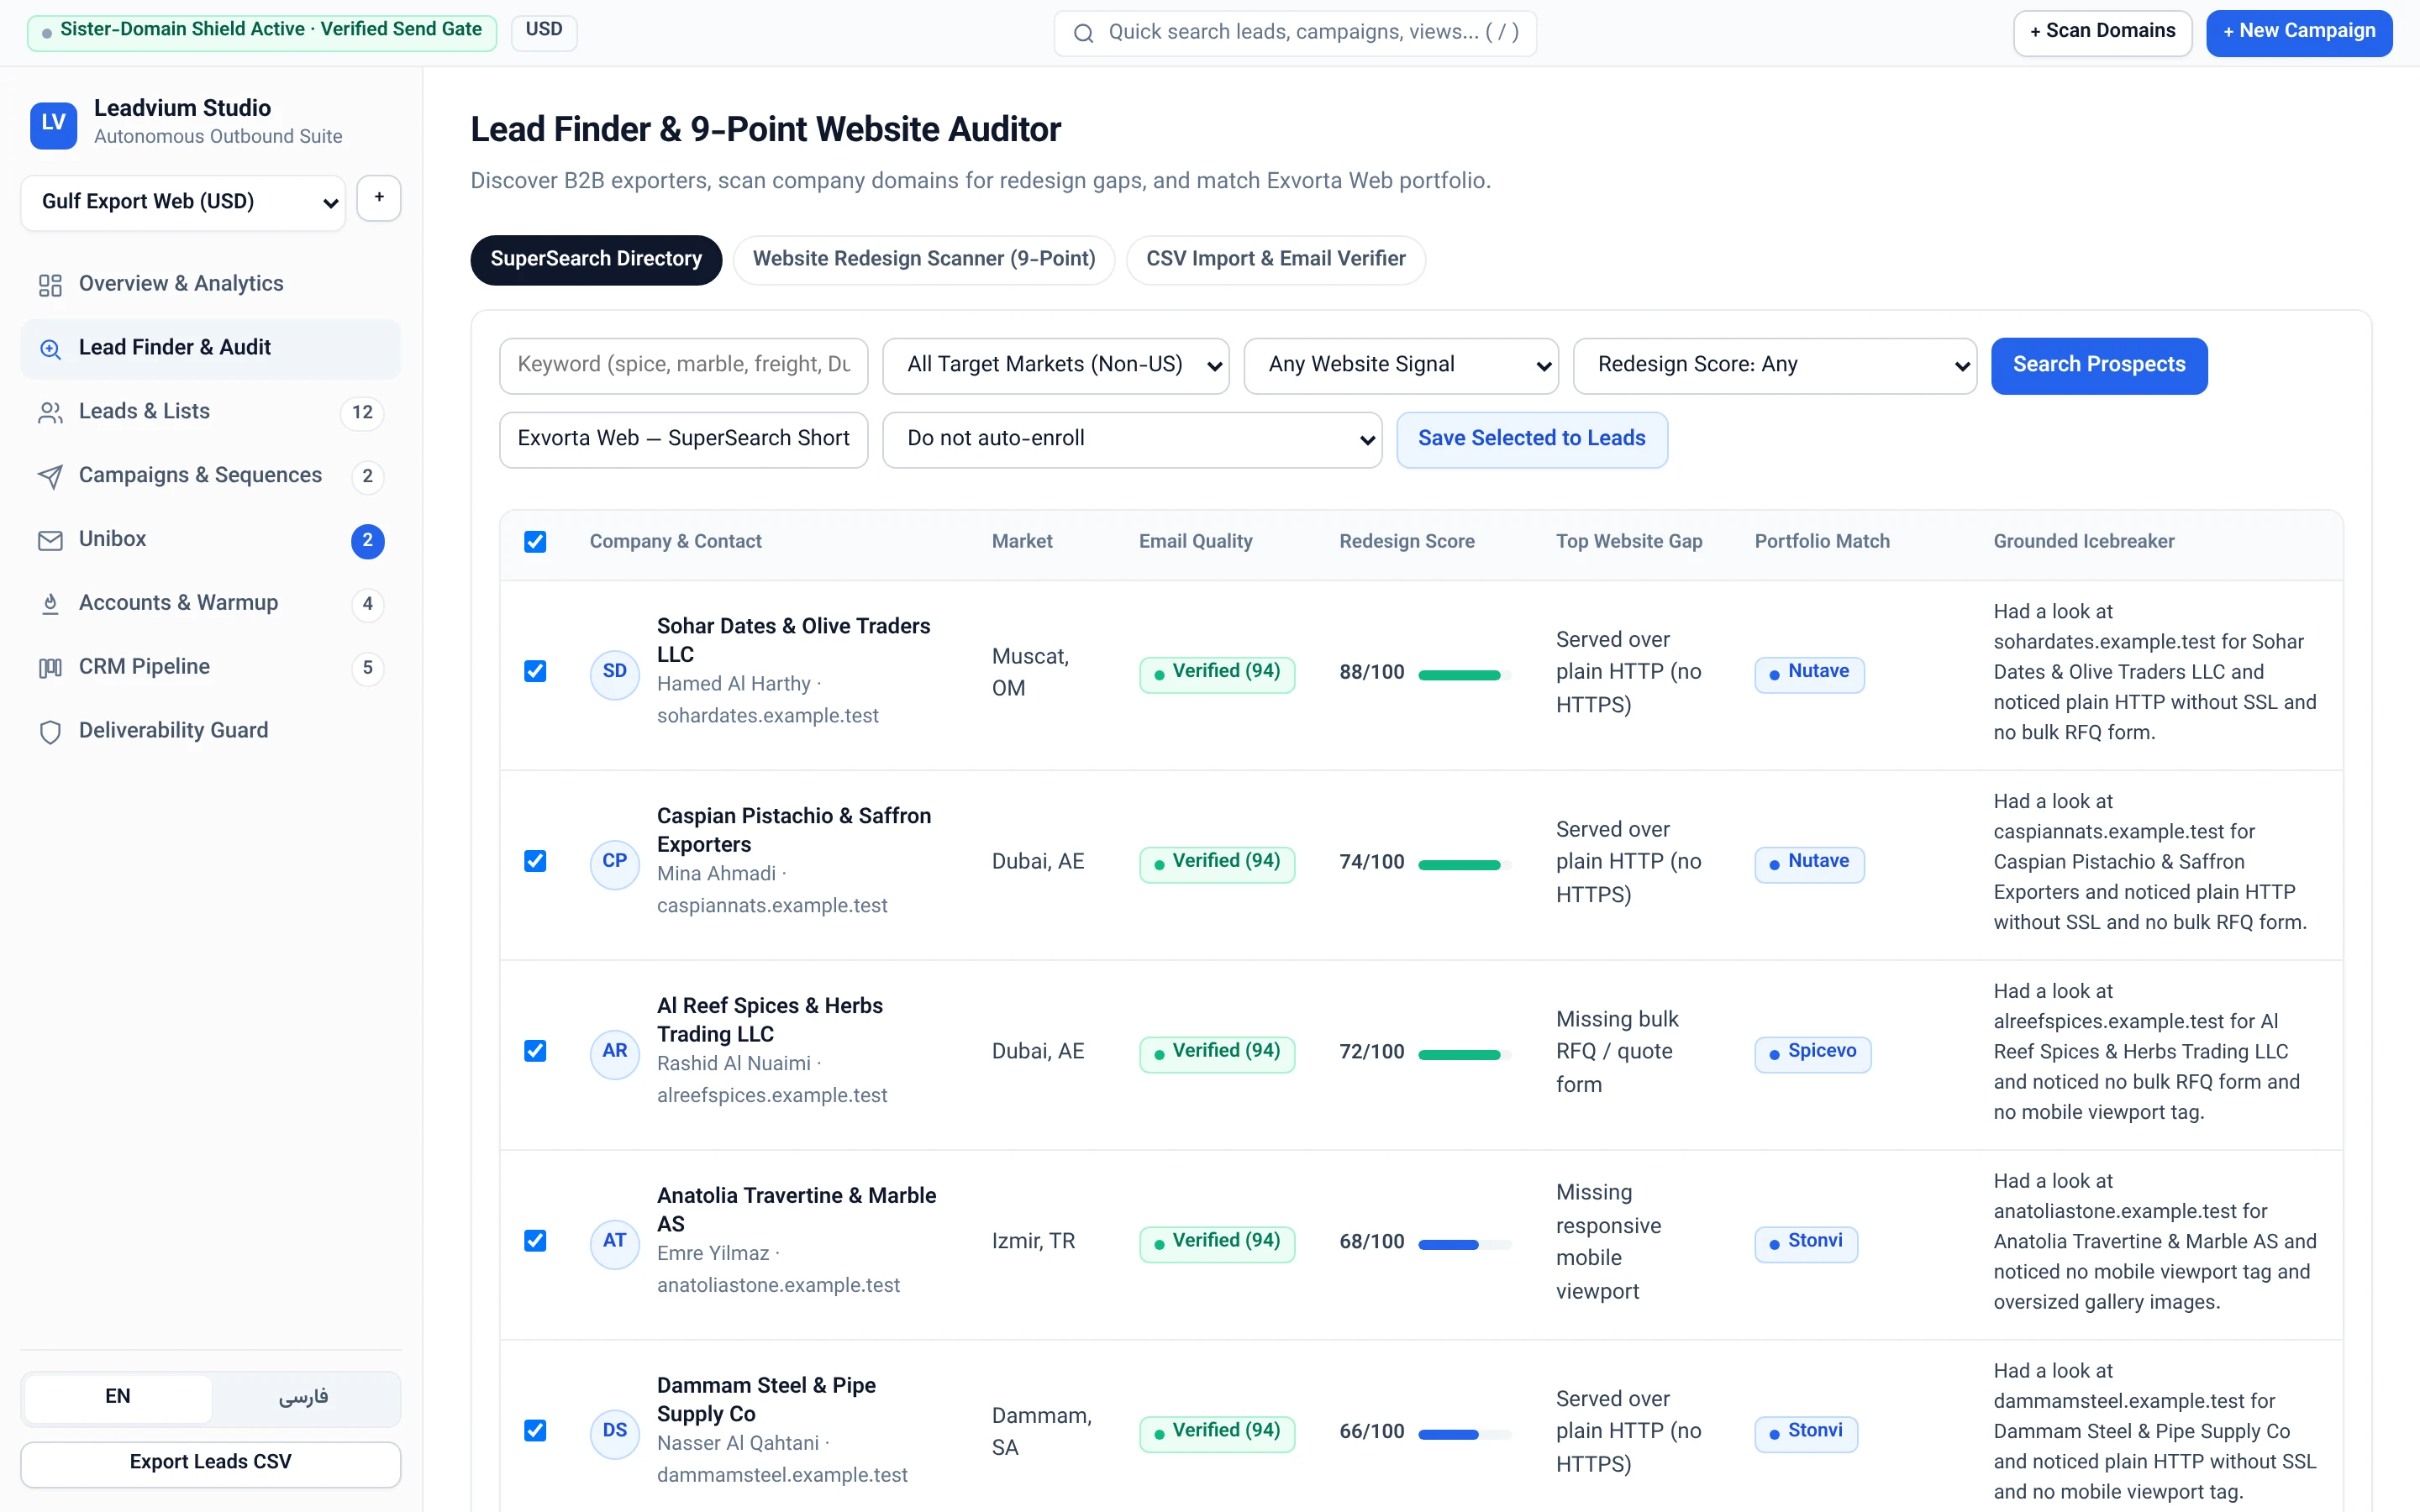 Sister-Domain Shield Active · Verified Send Gate
USD
Quick search leads, campaigns, views... ( / )
+ Scan Domains
+ New Campaign
LV
Leadvium Studio
Autonomous Outbound Suite
Gulf Export Web (USD)
+
Overview & Analytics
Lead Finder & Audit
Leads & Lists
12
Campaigns & Sequences
2
Unibox
2
Accounts & Warmup
4
CRM Pipeline
5
Deliverability Guard
EN
فارسی
Export Leads CSV
Lead Finder & 9-Point Website Auditor
Discover B2B exporters, scan company domains for redesign gaps, and match Exvorta Web portfolio.
SuperSearch Directory
Website Redesign Scanner (9-Point)
CSV Import & Email Verifier
Keyword (spice, marble, freight, Du
All Target Markets (Non-US)
Any Website Signal
Redesign Score: Any
Search Prospects
Exvorta Web — SuperSearch Short
Do not auto-enroll
Save Selected to Leads
Company & Contact
Market
Email Quality
Redesign Score
Top Website Gap
Portfolio Match
Grounded Icebreaker
SD
Sohar Dates & Olive Traders
LLC
Hamed Al Harthy ·
sohardates.example.test
Muscat,
OM
Verified (94)
88/100
Served over
plain HTTP (no
HTTPS)
Nutave
Had a look at
sohardates.example.test for Sohar
Dates & Olive Traders LLC and
noticed plain HTTP without SSL and
no bulk RFQ form.
CP
Caspian Pistachio & Saffron
Exporters
Mina Ahmadi ·
caspiannats.example.test
Dubai, AE
Verified (94)
74/100
Served over
plain HTTP (no
HTTPS)
Nutave
Had a look at
caspiannats.example.test for
Caspian Pistachio & Saffron
Exporters and noticed plain HTTP
without SSL and no bulk RFQ form.
AR
Al Reef Spices & Herbs
Trading LLC
Rashid Al Nuaimi ·
alreefspices.example.test
Dubai, AE
Verified (94)
72/100
Missing bulk
RFQ / quote
form
Spicevo
Had a look at
alreefspices.example.test for Al
Reef Spices & Herbs Trading LLC
and noticed no bulk RFQ form and
no mobile viewport tag.
AT
Anatolia Travertine & Marble
AS
Emre Yilmaz ·
anatoliastone.example.test
Izmir, TR
Verified (94)
68/100
Missing
responsive
mobile
viewport
Stonvi
Had a look at
anatoliastone.example.test for
Anatolia Travertine & Marble AS and
noticed no mobile viewport tag and
oversized gallery images.
DS
Dammam Steel & Pipe
Supply Co
Nasser Al Qahtani ·
dammamsteel.example.test
Dammam,
SA
Verified (94)
66/100
Served over
plain HTTP (no
HTTPS)
Stonvi
Had a look at
dammamsteel.example.test for
Dammam Steel & Pipe Supply Co
and noticed plain HTTP without SSL
and no mobile viewport tag.